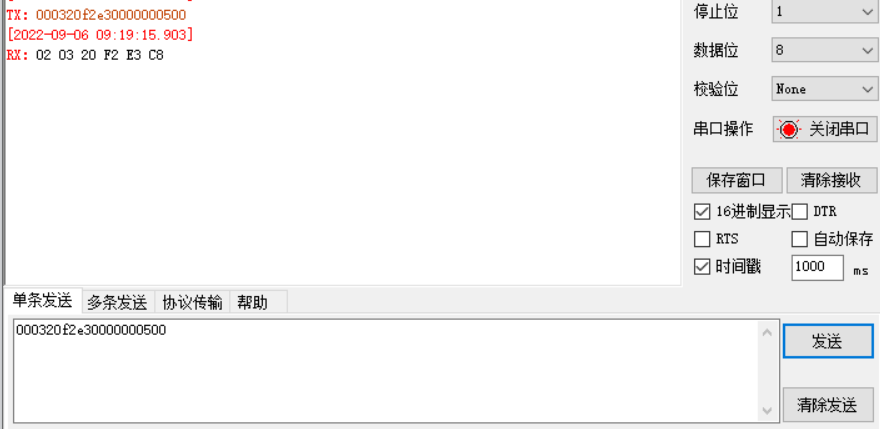 TX: 000320f2e30000000500
[2022-09-06 09:19:15.903]
RX: 02 03 20 F2 E3 C8
停止位 1
数据位 8
校验位 None
串口操作 关闭串口
保存窗口 清除接收
16进制显示 DTR
RTS 自动保存
时间戳 1000 ms
单条发送 多条发送 协议传输 帮助
000320f2e30000000500
发送
清除发送